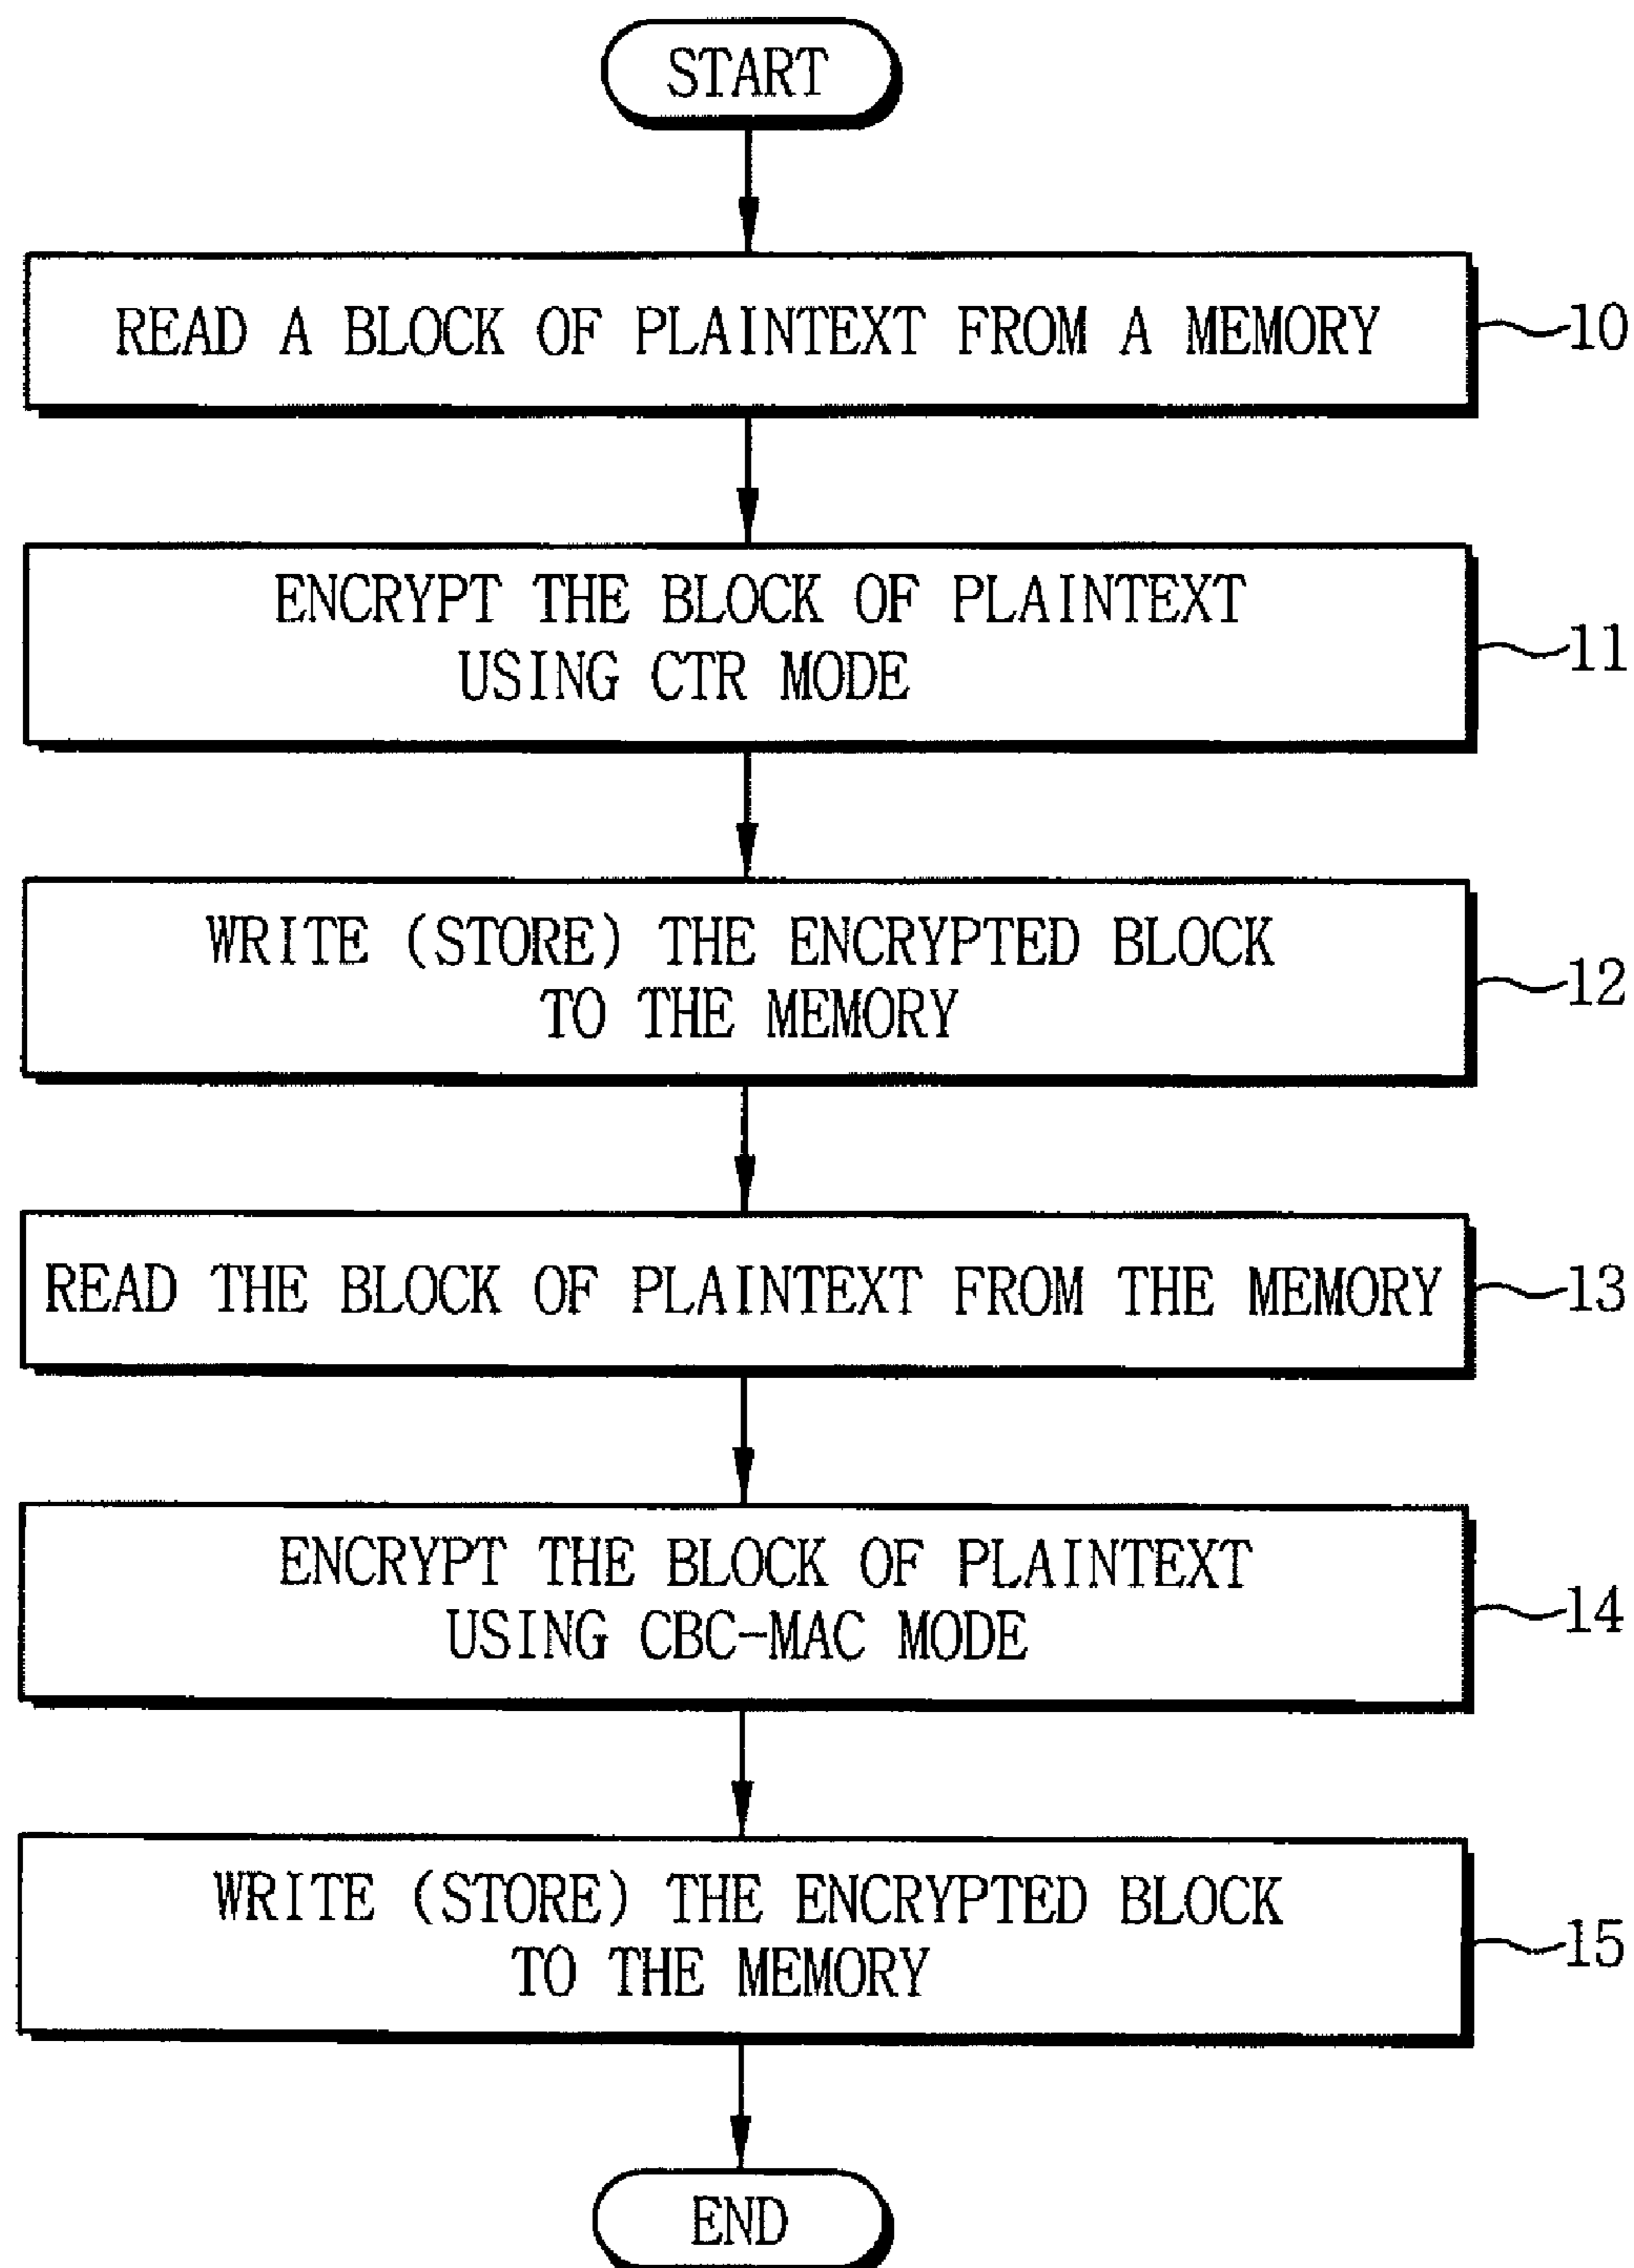 START
READ A BLOCK OF PLAINTEXT FROM A MEMORY
10
ENCRYPT THE BLOCK OF PLAINTEXT
USING CTR MODE
11
WRITE (STORE) THE ENCRYPTED BLOCK
TO THE MEMORY
12
READ THE BLOCK OF PLAINTEXT FROM THE MEMORY
13
ENCRYPT THE BLOCK OF PLAINTEXT
USING CBC-MAC MODE
14
WRITE (STORE) THE ENCRYPTED BLOCK
TO THE MEMORY
15
END